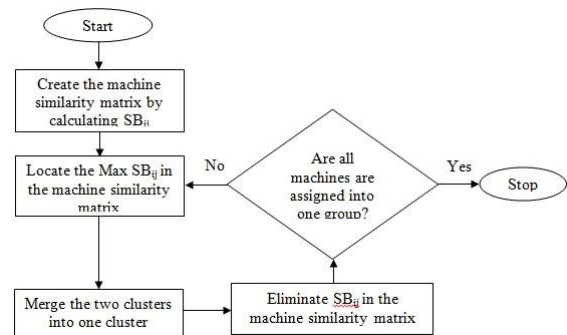 Start
Create the machine
similarity matrix by
calculating SBij
Locate the Max SBij in
the machine similarity
matrix
Merge the two clusters
into one cluster
Eliminate SBij in the
machine similarity matrix
Are all
machines are
assigned into
one group?
No
Yes
Stop